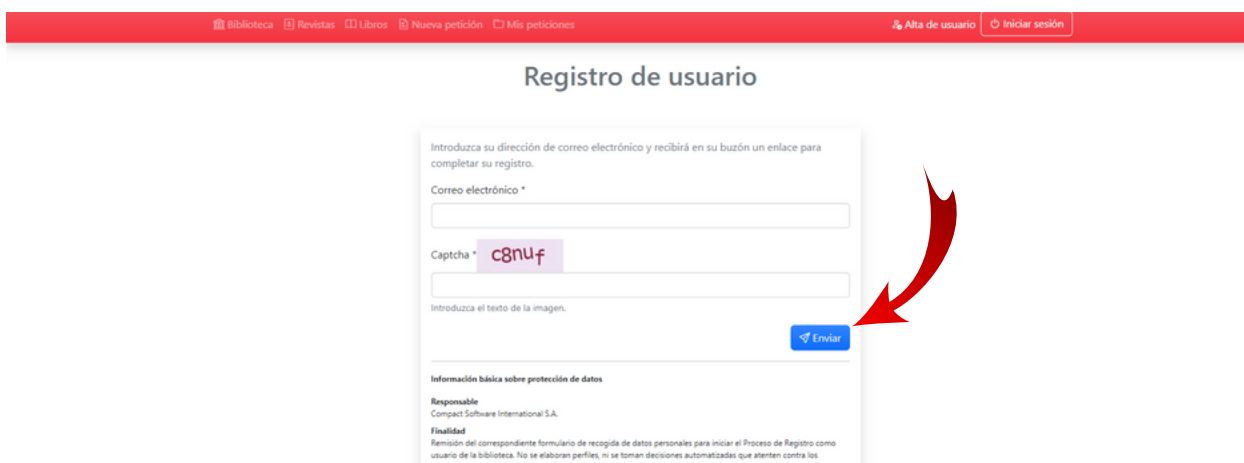 Biblioteca Revistas Libros Nueva petición Mis peticiones Alta de usuario Iniciar sesión
Registro de usuario
Introduzca su dirección de correo electrónico y recibirá en su buzón un enlace para
completar su registro.
Correo electrónico *
Captcha * c8nuf
Introduzca el texto de la imagen.
Enviar
Información básica sobre protección de datos
Responsable
Compact Software International S.A.
Finalidad
Remisión del correspondiente formulario de recogida de datos personales para iniciar el Proceso de Registro como
usuario de la biblioteca. No se elaboran perfiles, ni se toman decisiones automatizadas que atenten contra los